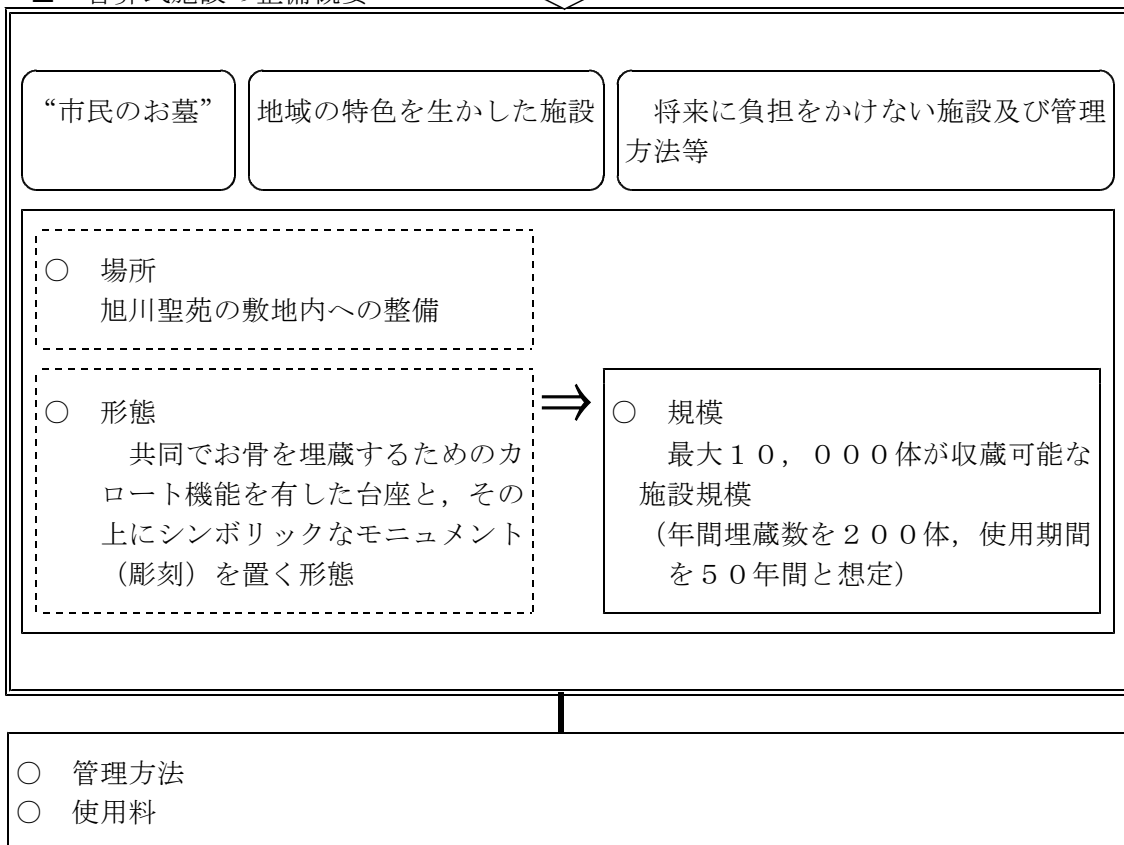 “市民のお墓”
地域の特色を生かした施設
将来に負担をかけない施設及び管理
方法等
○　場所
旭川聖苑の敷地内への整備
○　形態
共同でお骨を埋蔵するためのカ
ロート機能を有した台座と，その
上にシンボリックなモニュメント
（彫刻）を置く形態
⇒
○　規模
最大１０，０００体が収蔵可能な
施設規模
（年間埋蔵数を２００体，使用期間
を５０年間と想定）
○　管理方法
○　使用料